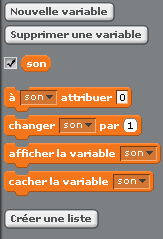 Nouvelle variable
Supprimer une variable
son
à son attribuer 0
changer son par 1
afficher la variable son
cacher la variable son
Créer une liste